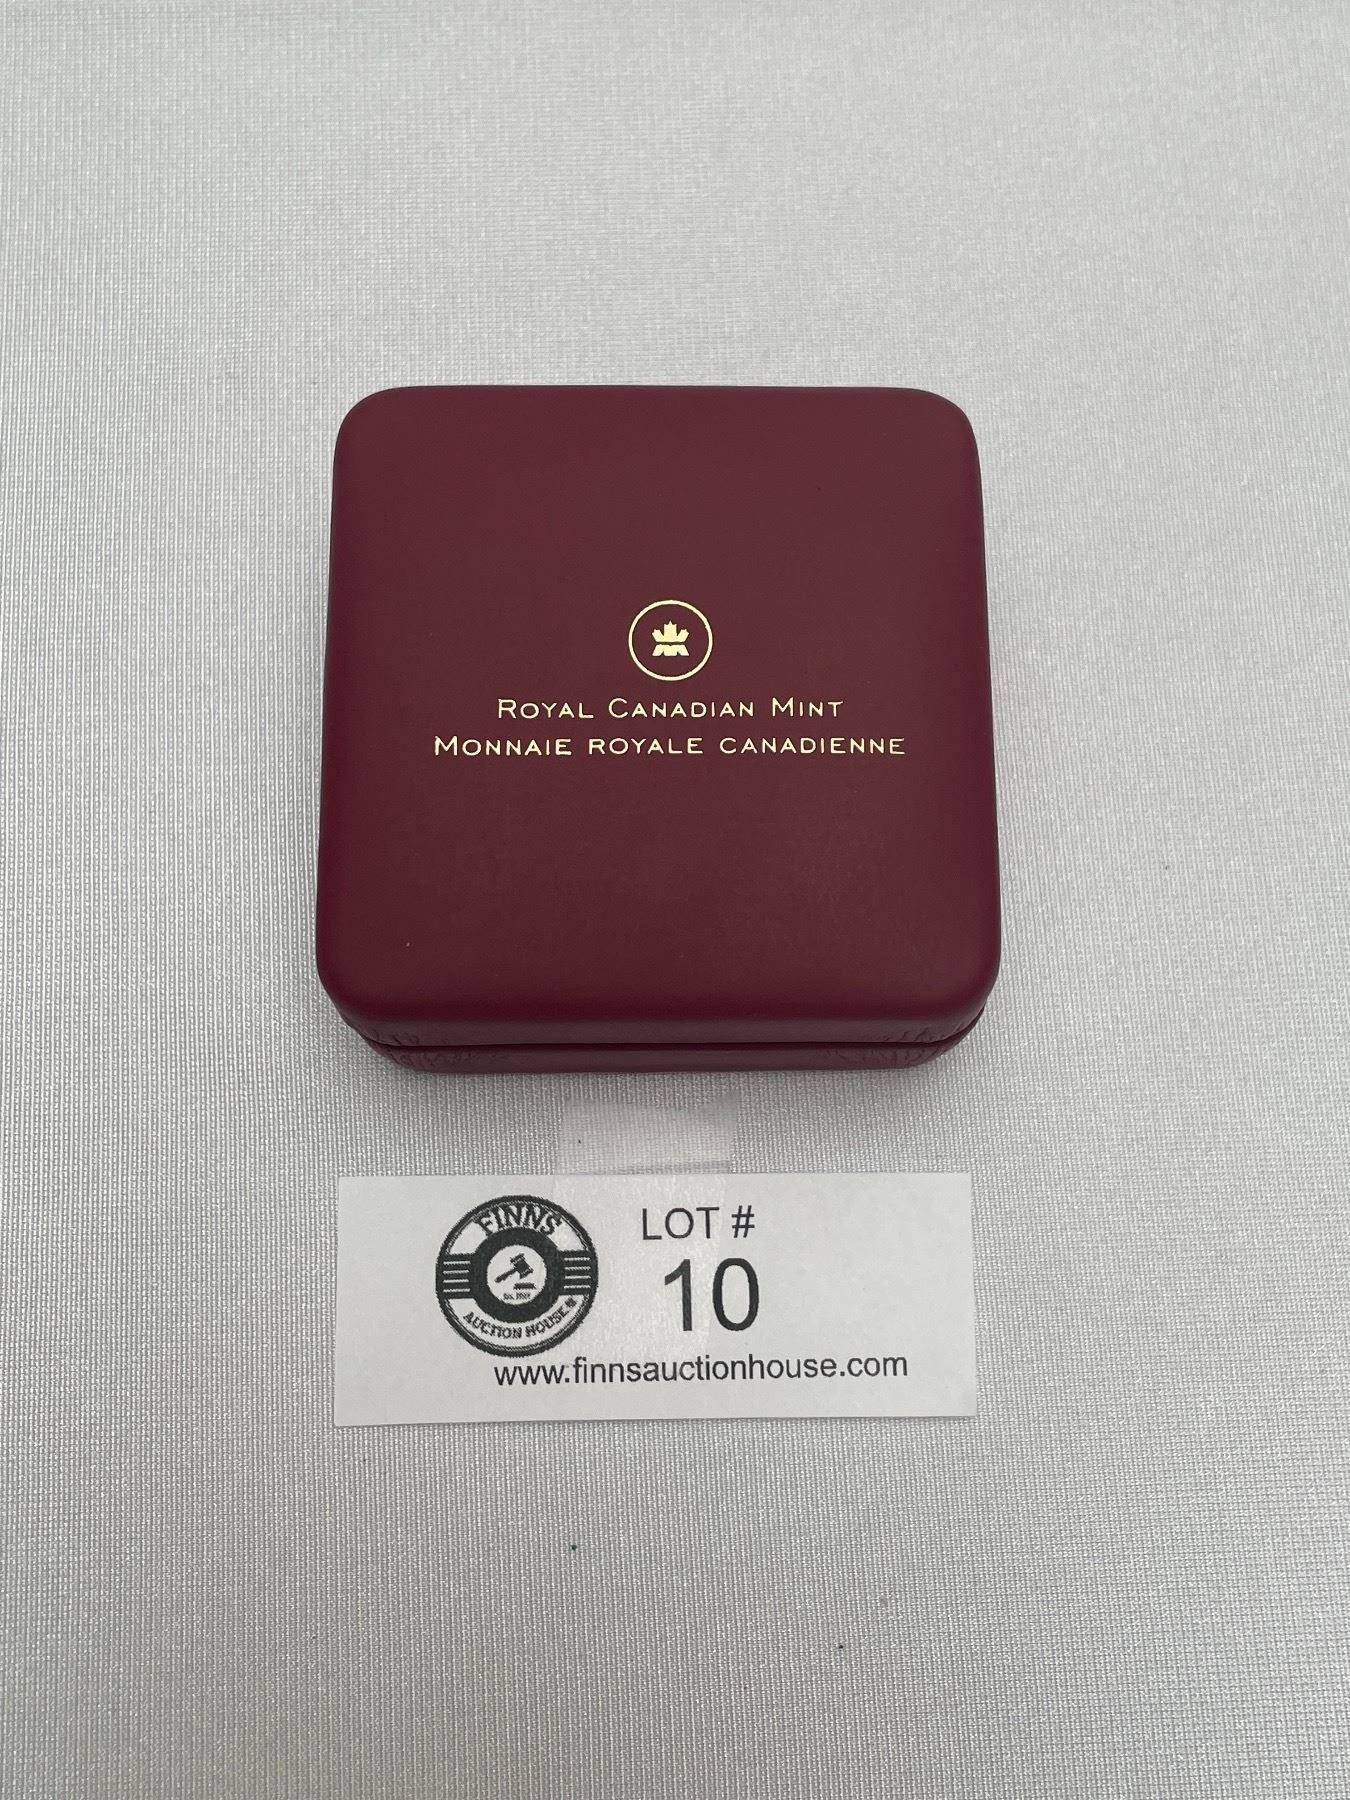 ROYAL CANADIAN MINT
MONNAIE ROYALE CANADIENNE
FINNS
AUCTION HOUSE
LOT #
10
www.finnsauctionhouse.com